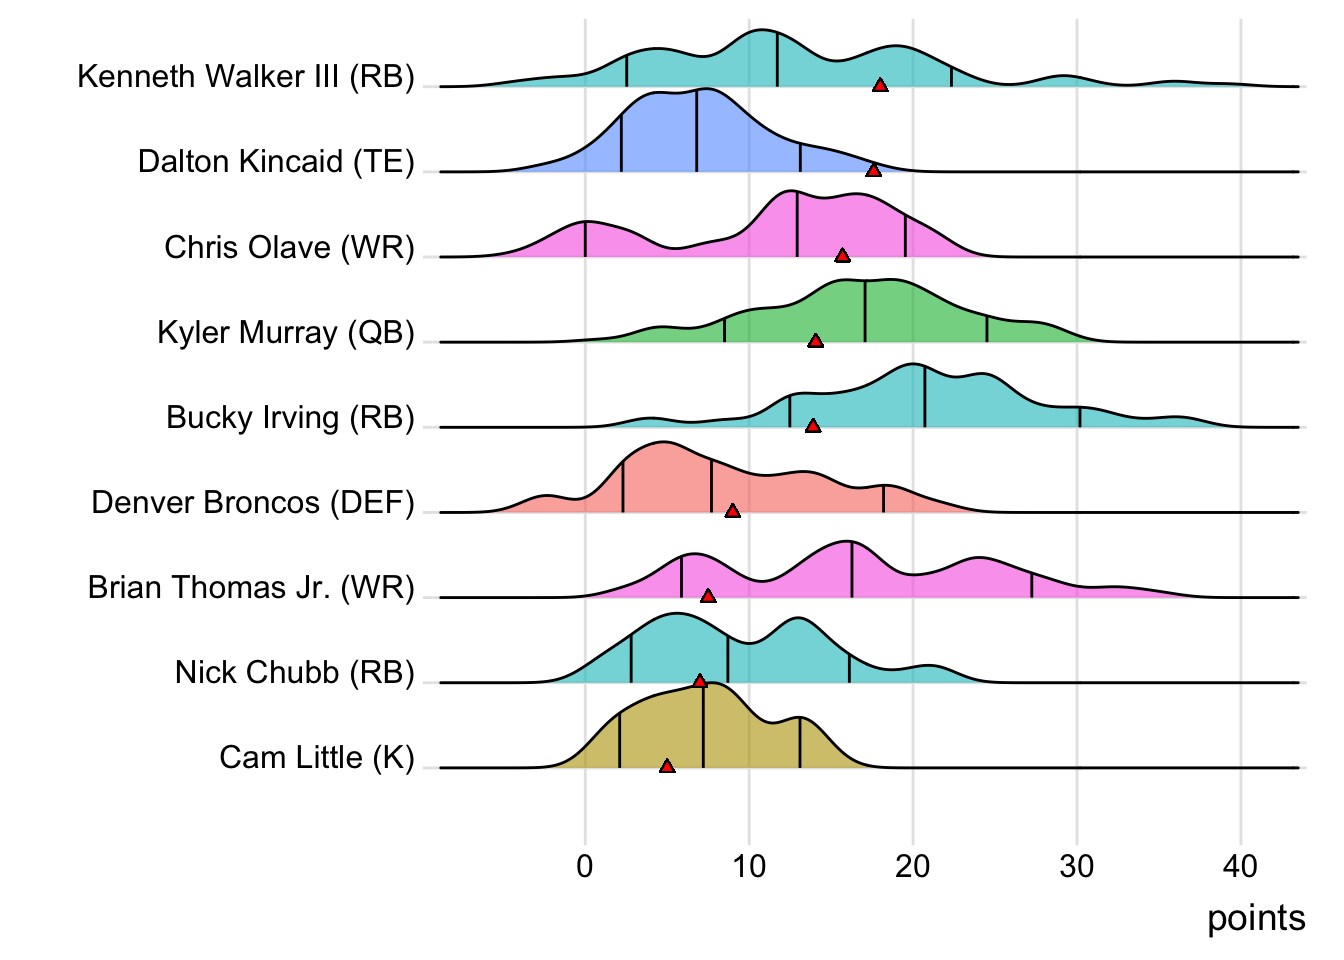 Kenneth Walker III (RB)
Dalton Kincaid (TE)
Chris Olave (WR)
Kyler Murray (QB)
Bucky Irving (RB)
Denver Broncos (DEF)
Brian Thomas Jr. (WR)
Nick Chubb (RB)
Cam Little (K)
0 10 20 30 40
points